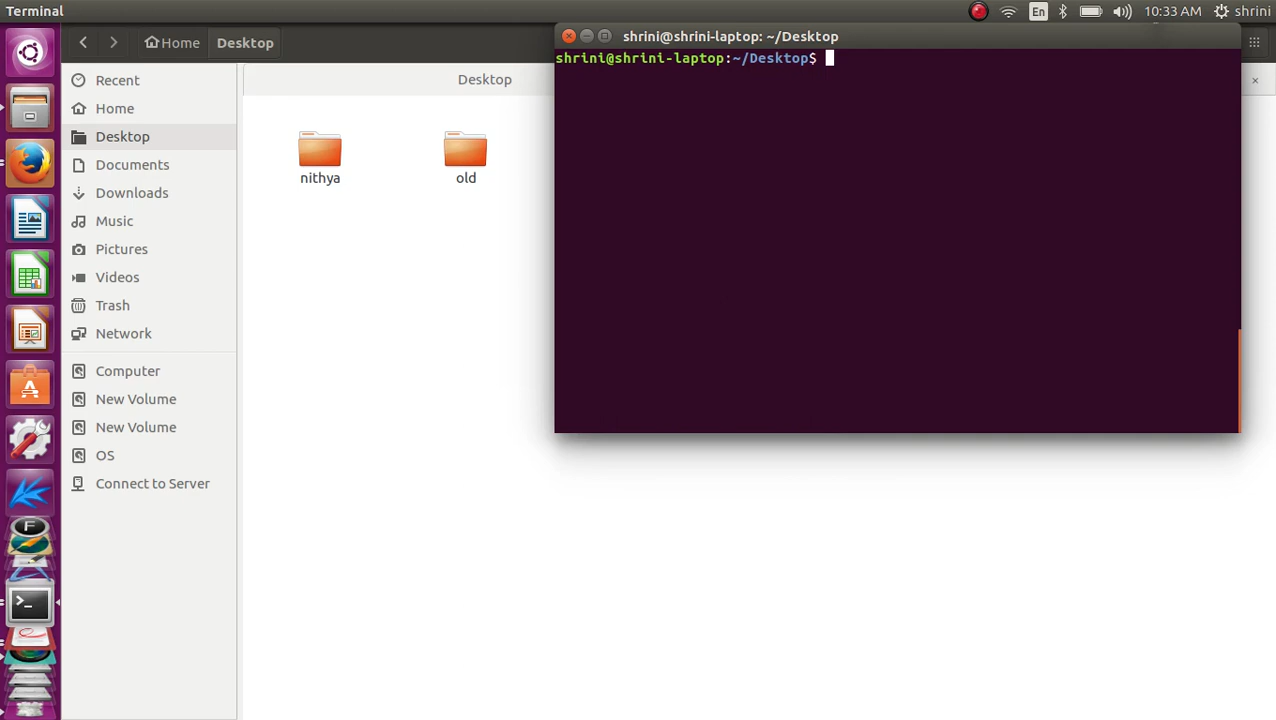 Terminal
En
10:33 AM
shrini
Home
Desktop
shrini@shrini-laptop: ~/Desktop
shrini@shrini-laptop:~/Desktop$
Recent
Home
Desktop
Documents
Downloads
Music
Pictures
Videos
Trash
Network
Computer
New Volume
New Volume
OS
Connect to Server
Desktop
nithya
old